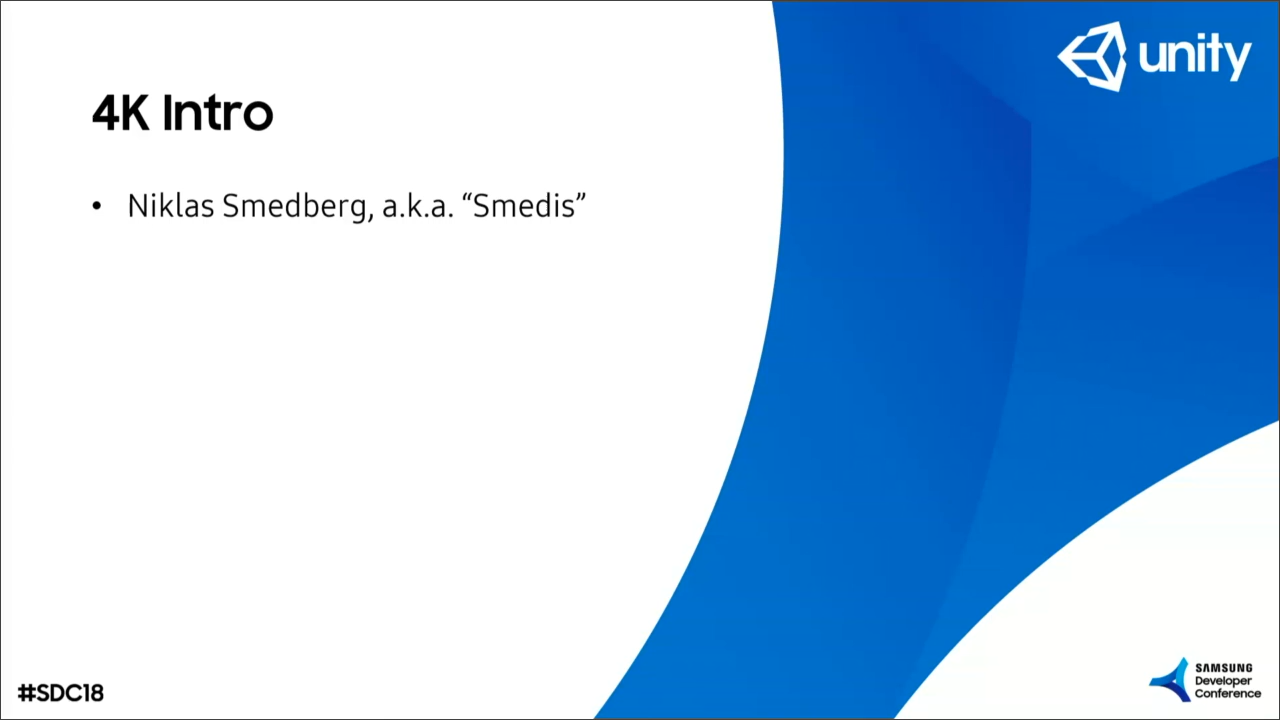 unity
4K Intro
• Niklas Smedberg, a.k.a. “Smedis”
#SDC18
SAMSUNG
Developer
Conference